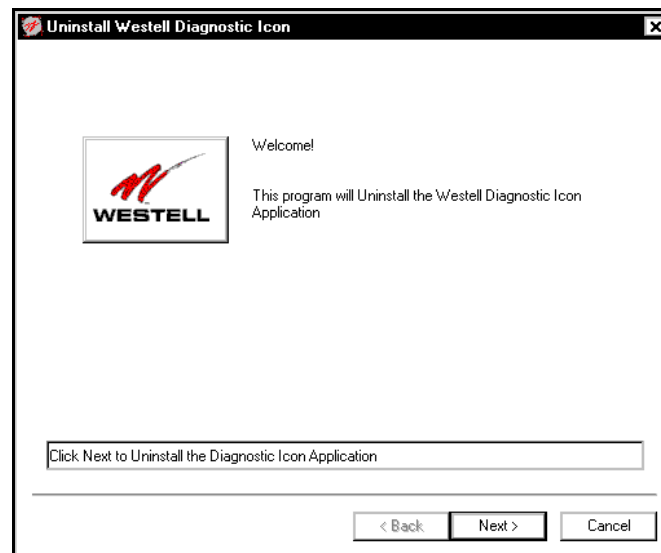 Uninstall Westell Diagnostic Icon
Welcome!
This program will Uninstall the Westell Diagnostic Icon
Application
WESTELL
Click Next to Uninstall the Diagnostic Icon Application
< Back
Next >
Cancel